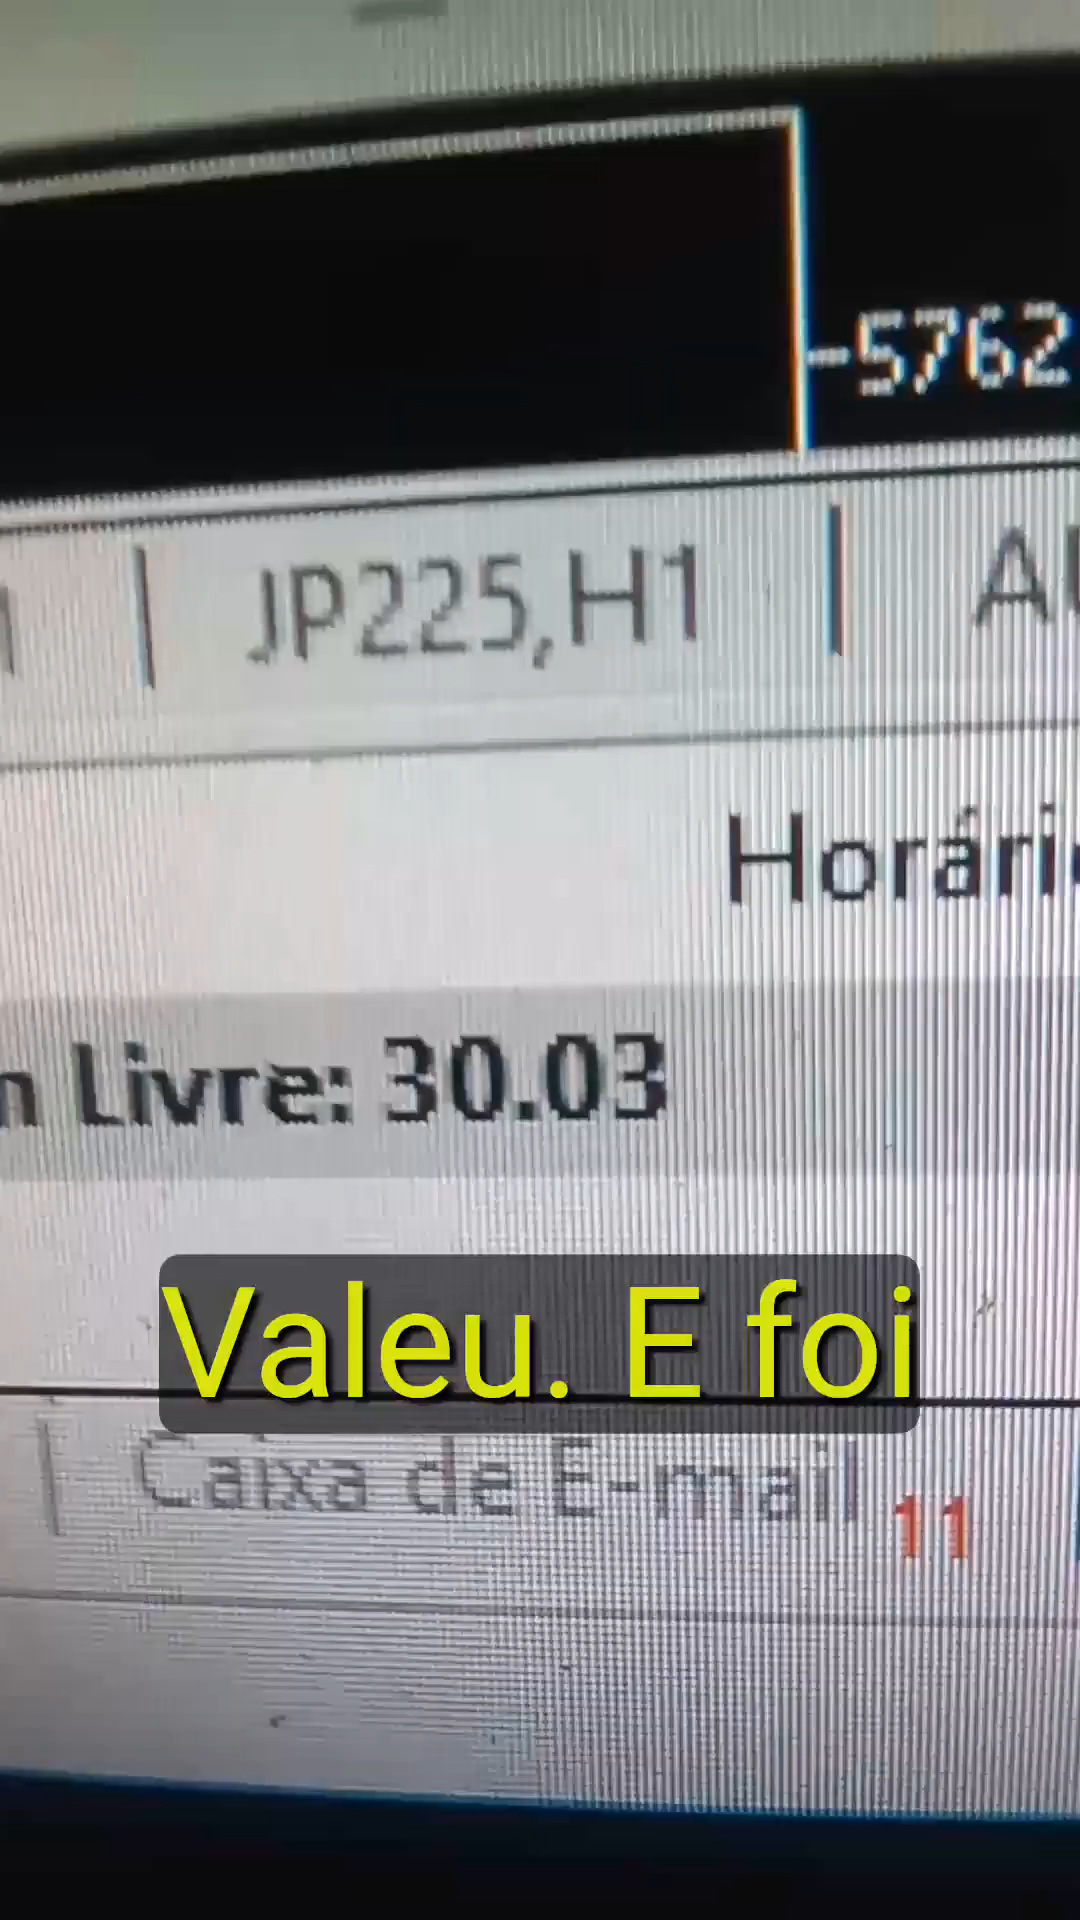 -5762
JP225,H1
Horári
Livre: 30.03
Valeu. E foi
Caixa de E-mail 11